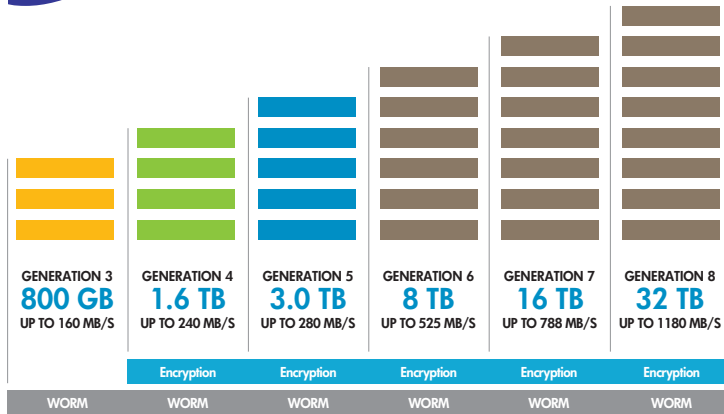 GENERATION 3
800 GB
UP TO 160 MB/S
GENERATION 4
1.6 TB
UP TO 240 MB/S
GENERATION 5
3.0 TB
UP TO 280 MB/S
GENERATION 6
8 TB
UP TO 525 MB/S
GENERATION 7
16 TB
UP TO 788 MB/S
GENERATION 8
32 TB
UP TO 1180 MB/S
Encryption Encryption Encryption Encryption Encryption
WORM WORM WORM WORM WORM WORM